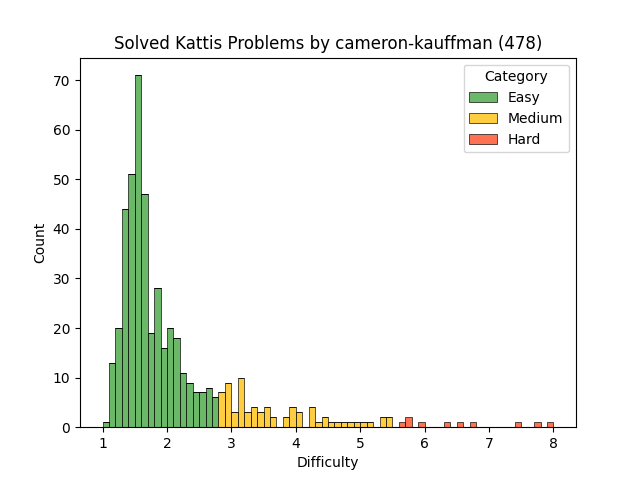 Solved Kattis Problems by cameron-kauffman (478)
Category
Easy
Medium
Hard
70
60
50
40
30
20
10
0
Count
1 2 3 4 5 6 7 8
Difficulty